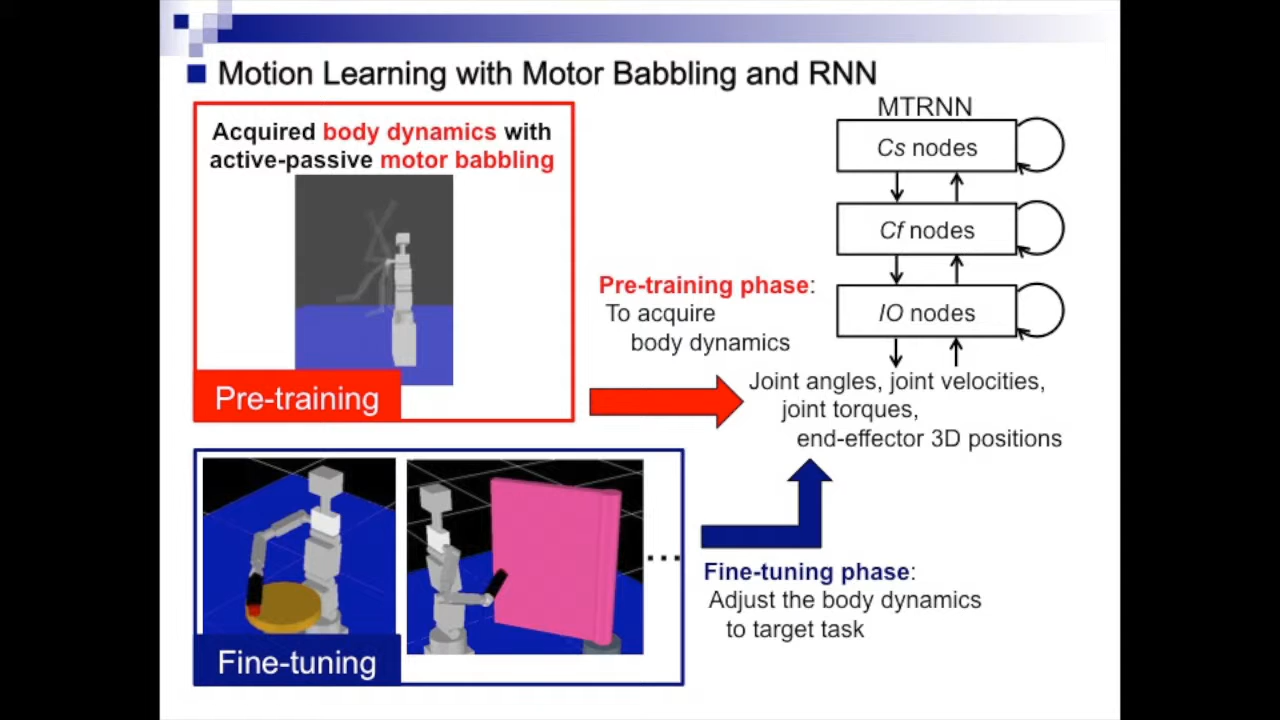 Motion Learning with Motor Babbling and RNN
Acquired body dynamics with
active-passive motor babbling
Pre-training
MTRNN
Cs nodes
Cf nodes
IO nodes
Pre-training phase:
To acquire
body dynamics
Joint angles, joint velocities,
joint torques,
end-effector 3D positions
Fine-tuning
...
Fine-tuning phase:
Adjust the body dynamics
to target task